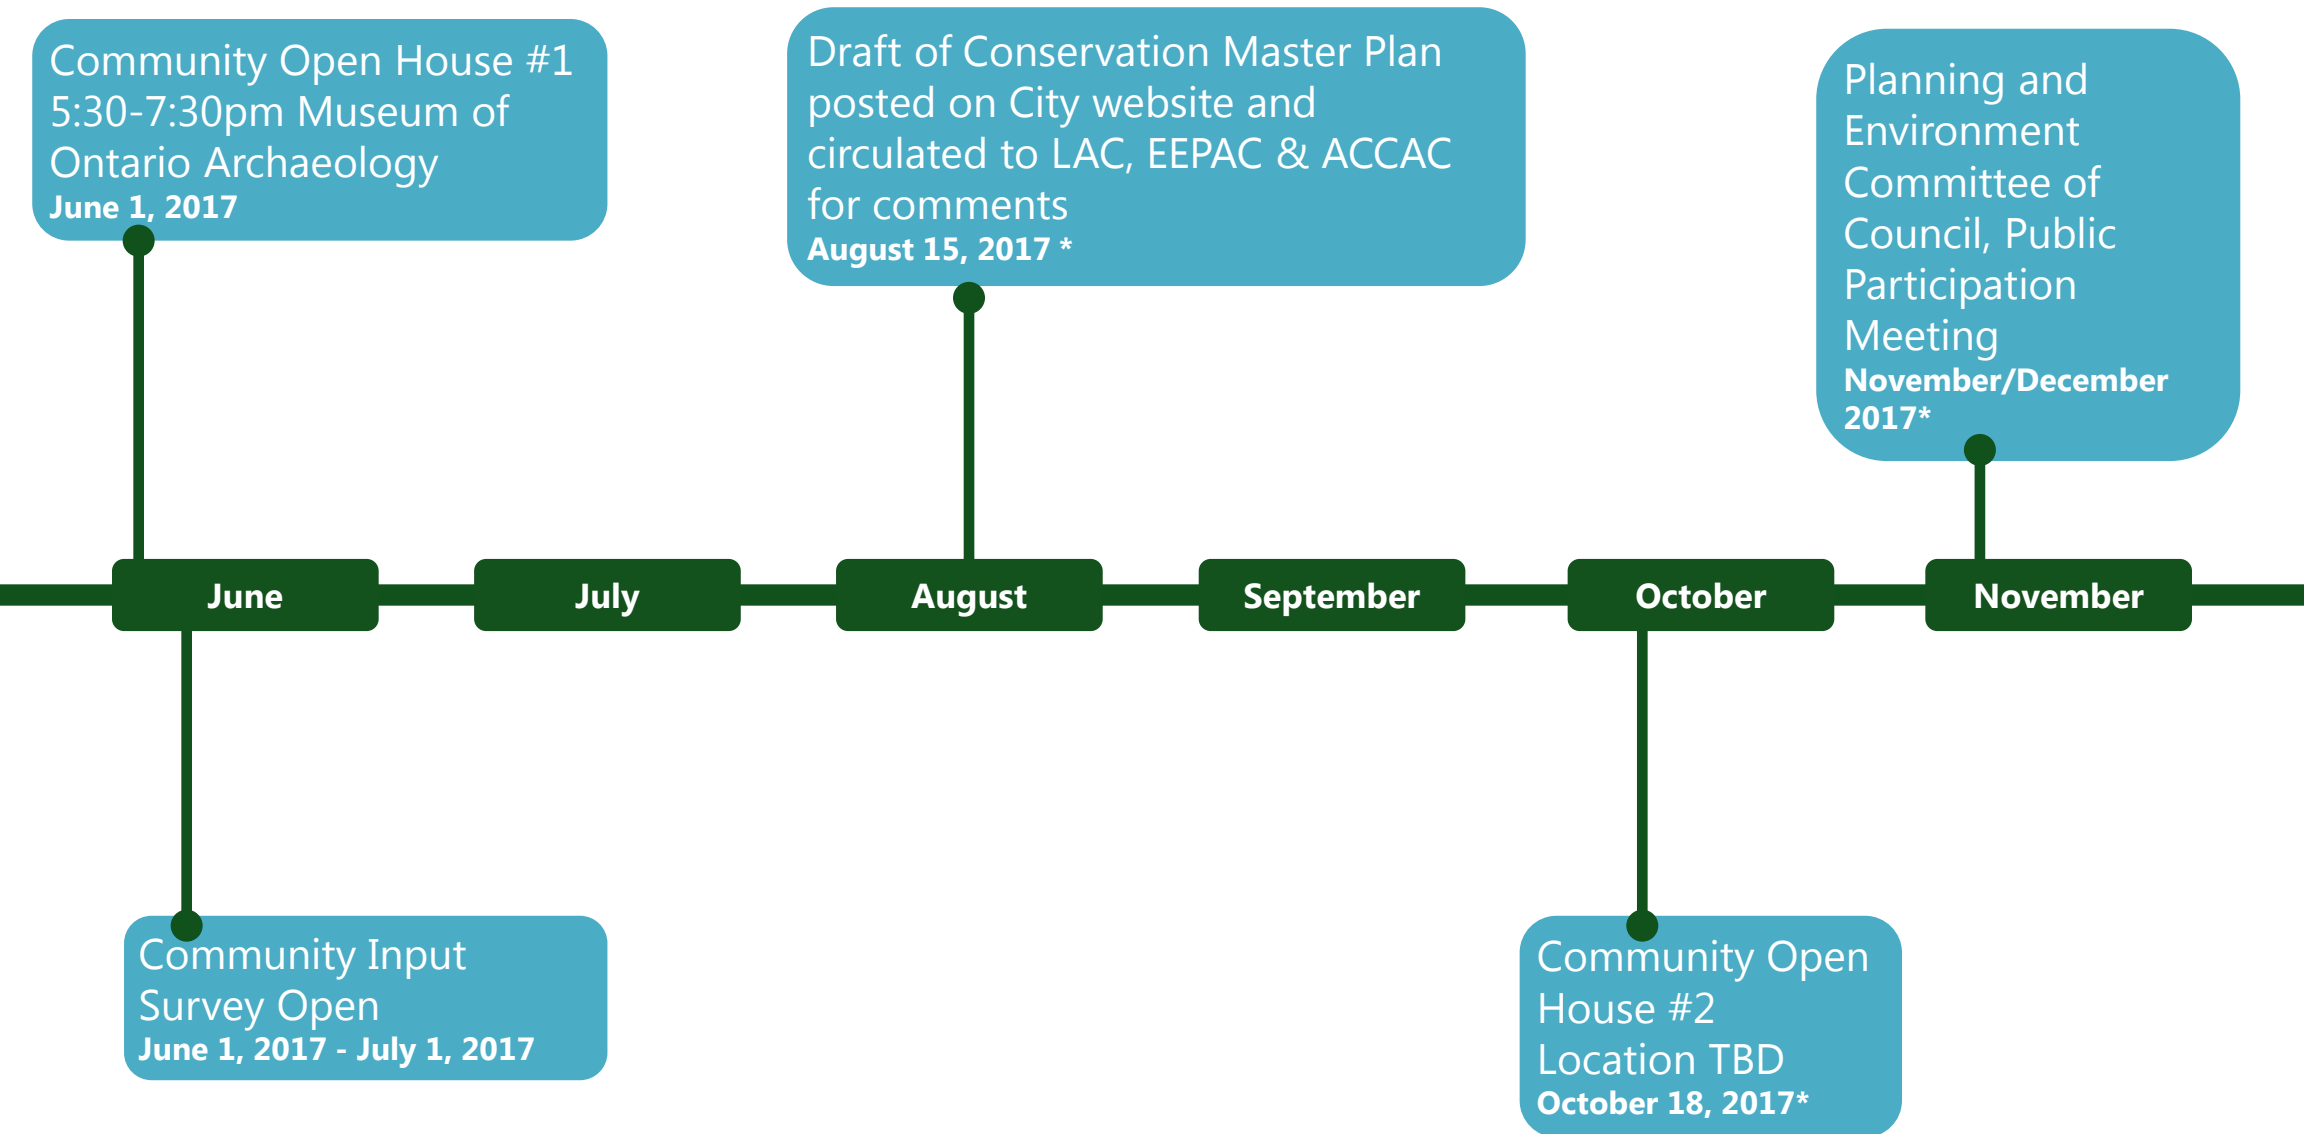 Community Open House #1
5:30-7:30pm Museum of
Ontario Archaeology
June 1, 2017
Draft of Conservation Master Plan
posted on City website and
circulated to LAC, EEPAC & ACCAC
for comments
August 15, 2017 *
Planning and
Environment
Committee of
Council, Public
Participation
Meeting
November/December
2017*
June
July
August
September
October
November
Community Input
Survey Open
June 1, 2017 - July 1, 2017
Community Open
House #2
Location TBD
October 18, 2017*